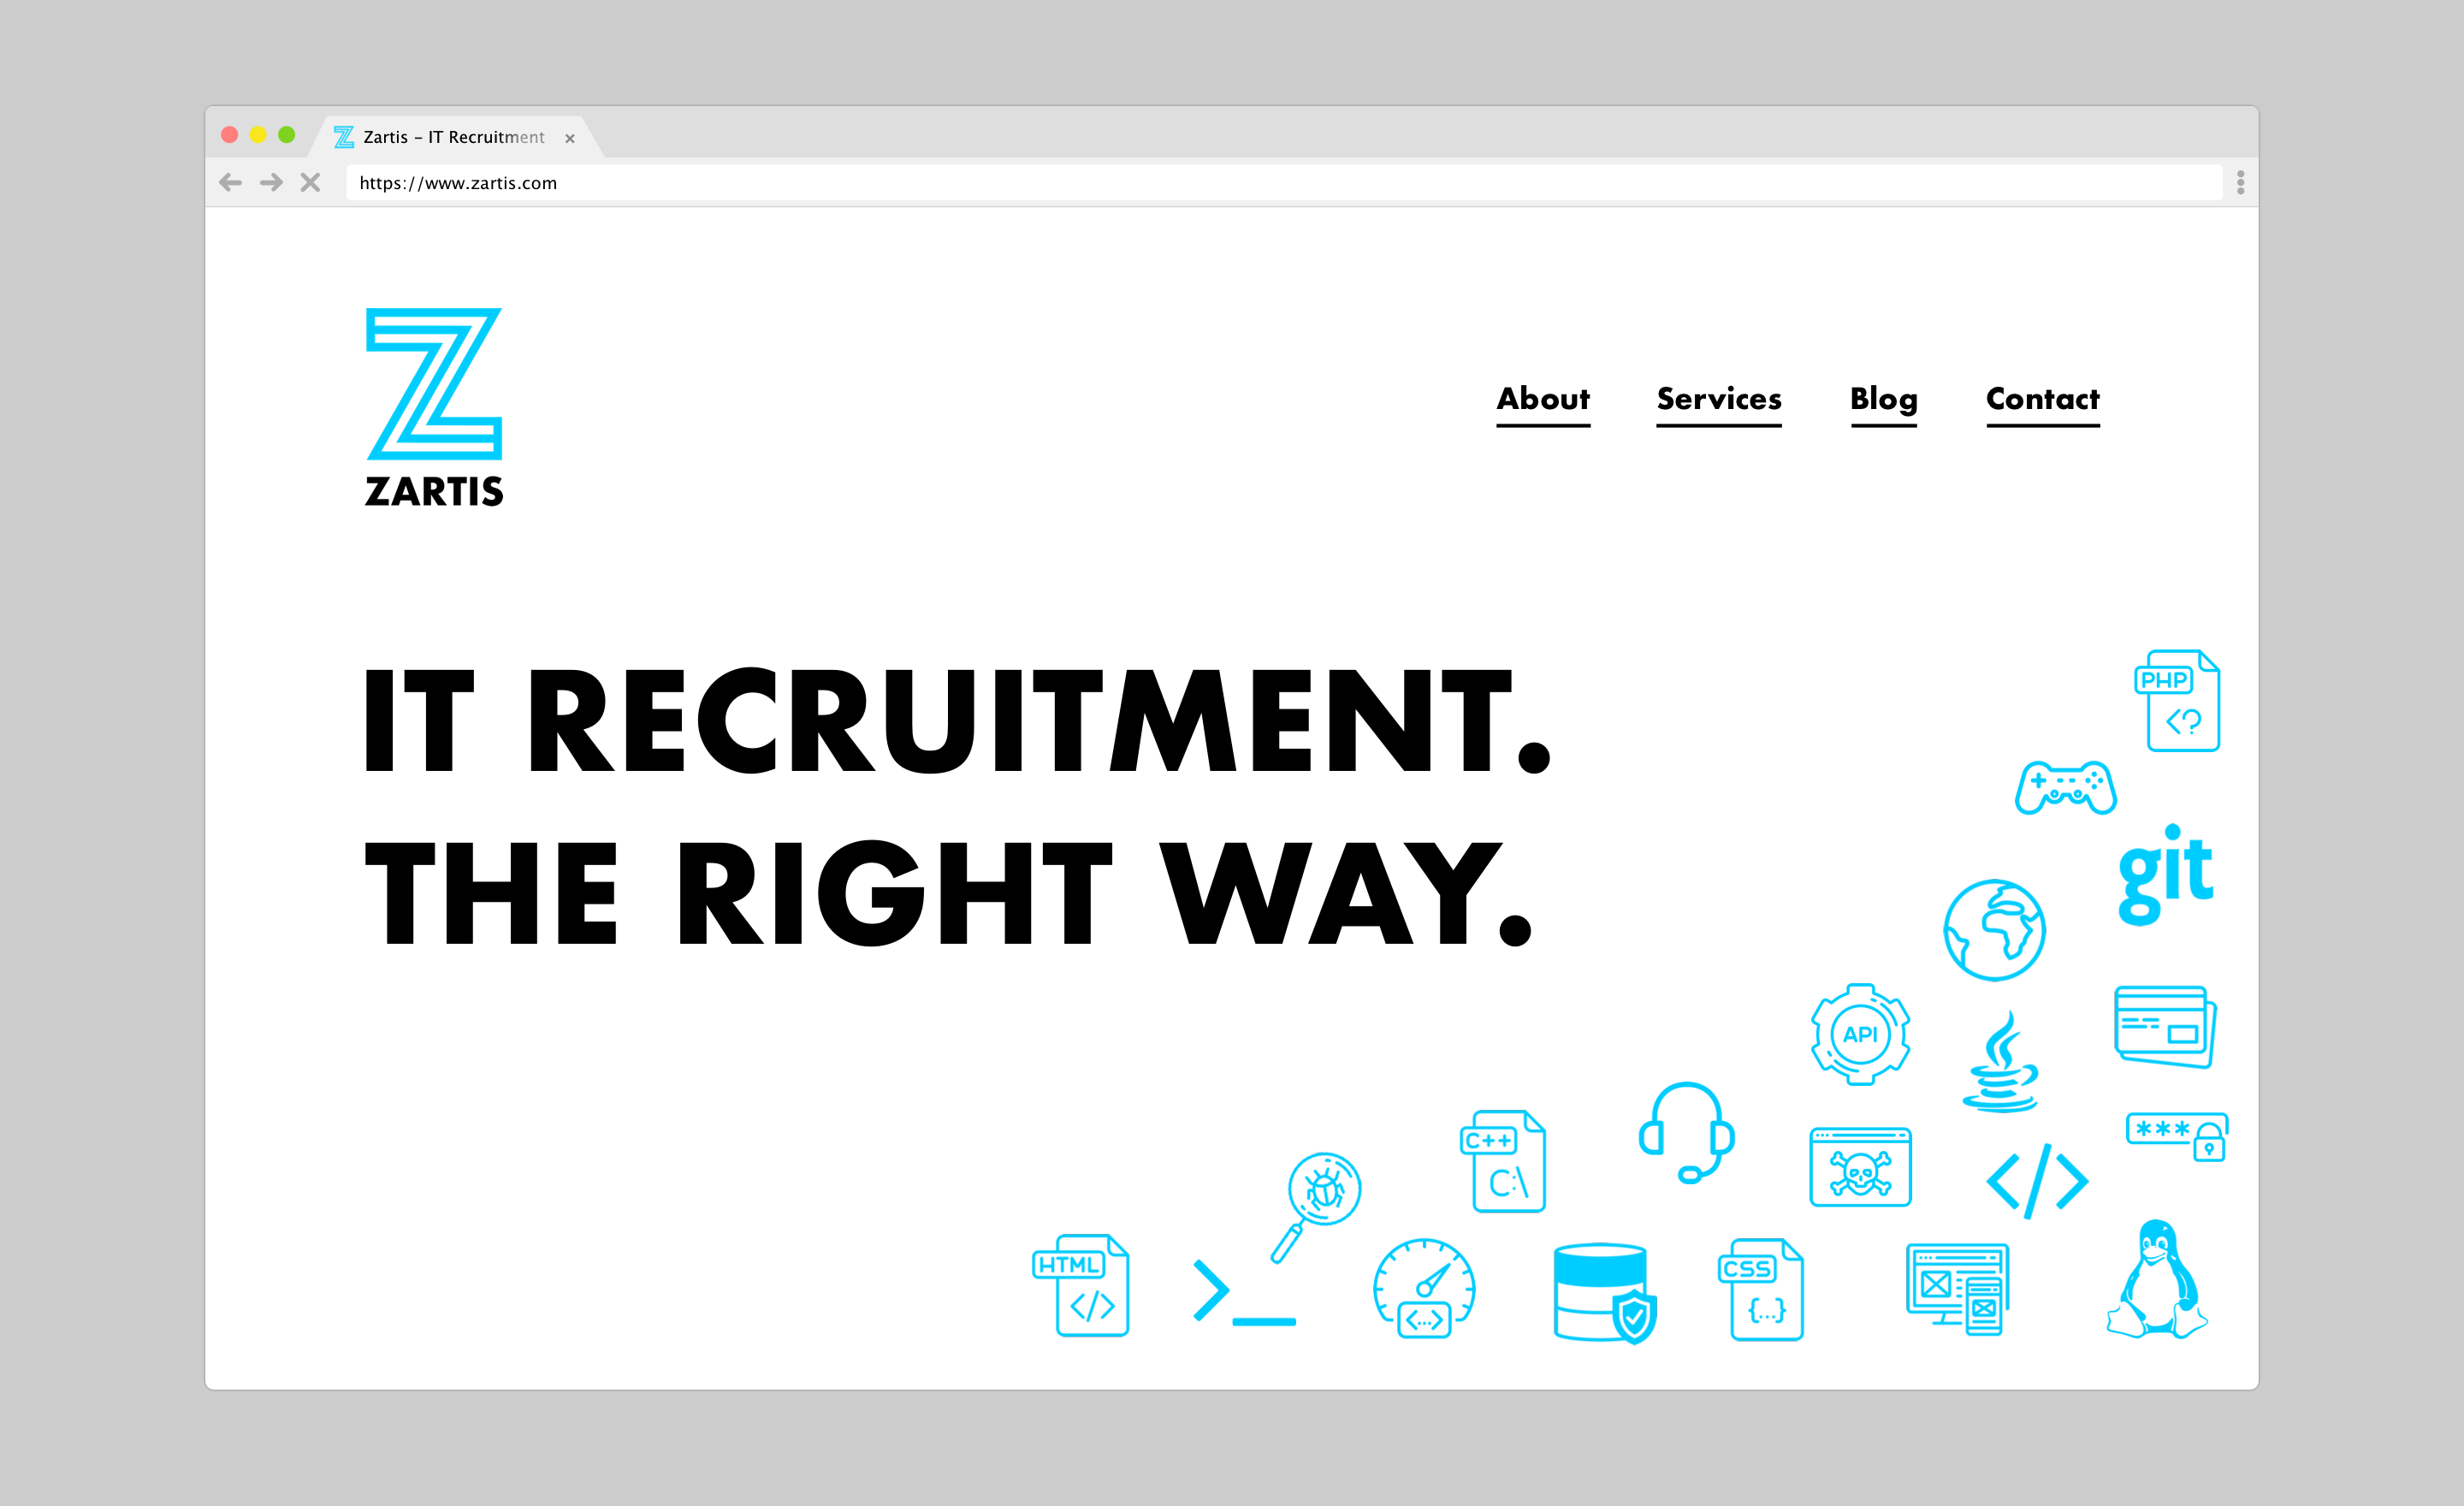 Zartis – IT Recruitment
https://www.zartis.com
ZARTIS
About Services Blog Contact
IT RECRUITMENT.
THE RIGHT WAY.
PHP
<?
git
API
C++
C:\
***
</>
HTML
</>
>_
<...>
CSS
{...}